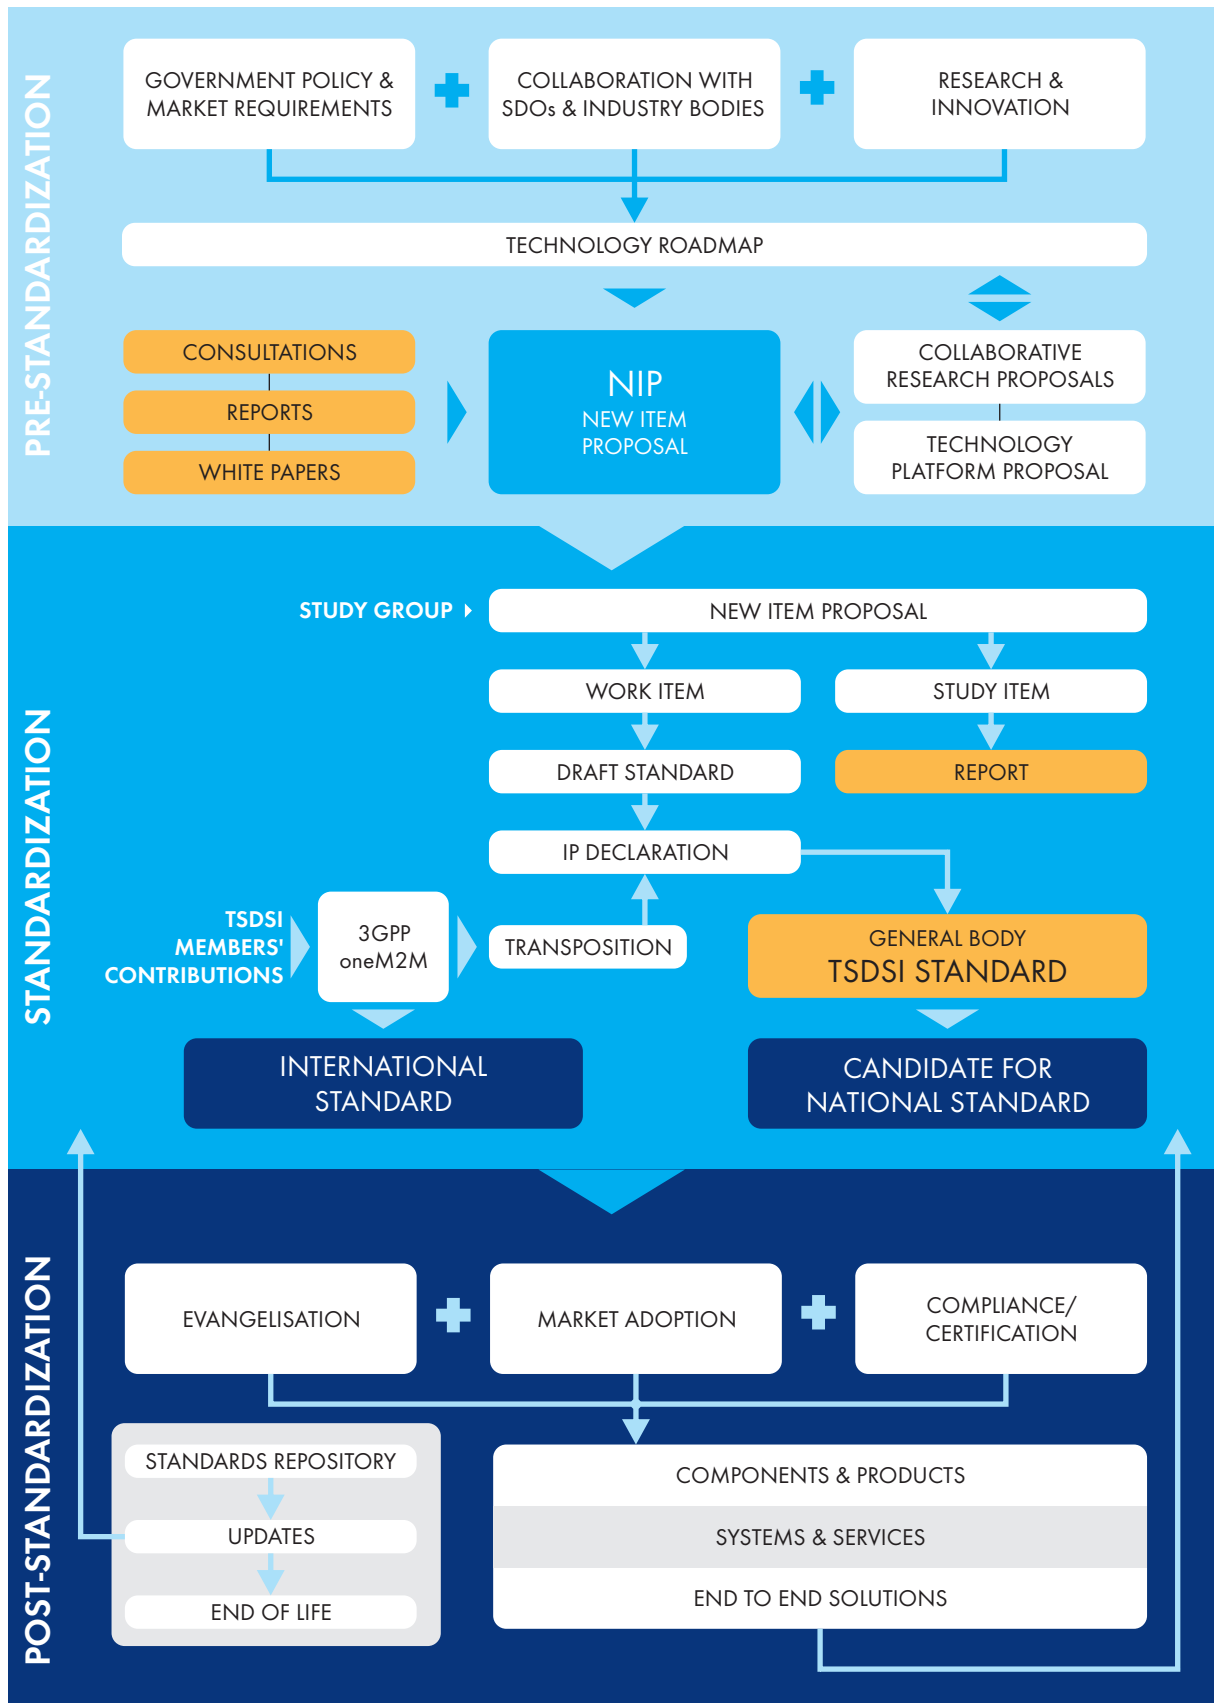 PRE-STANDARDIZATION
GOVERNMENT POLICY &
MARKET REQUIREMENTS
COLLABORATION WITH
SDOs & INDUSTRY BODIES
RESEARCH &
INNOVATION
TECHNOLOGY ROADMAP
CONSULTATIONS
REPORTS
WHITE PAPERS
NIP
NEW ITEM
PROPOSAL
COLLABORATIVE
RESEARCH PROPOSALS
TECHNOLOGY
PLATFORM PROPOSAL
STANDARDIZATION
STUDY GROUP
NEW ITEM PROPOSAL
WORK ITEM
STUDY ITEM
DRAFT STANDARD
REPORT
IP DECLARATION
TSDSI
MEMBERS'
CONTRIBUTIONS
3GPP
oneM2M
TRANSPOSITION
GENERAL BODY
TSDSI STANDARD
INTERNATIONAL
STANDARD
CANDIDATE FOR
NATIONAL STANDARD
POST-STANDARDIZATION
EVANGELISATION
MARKET ADOPTION
COMPLIANCE/
CERTIFICATION
STANDARDS REPOSITORY
UPDATES
END OF LIFE
COMPONENTS & PRODUCTS
SYSTEMS & SERVICES
END TO END SOLUTIONS